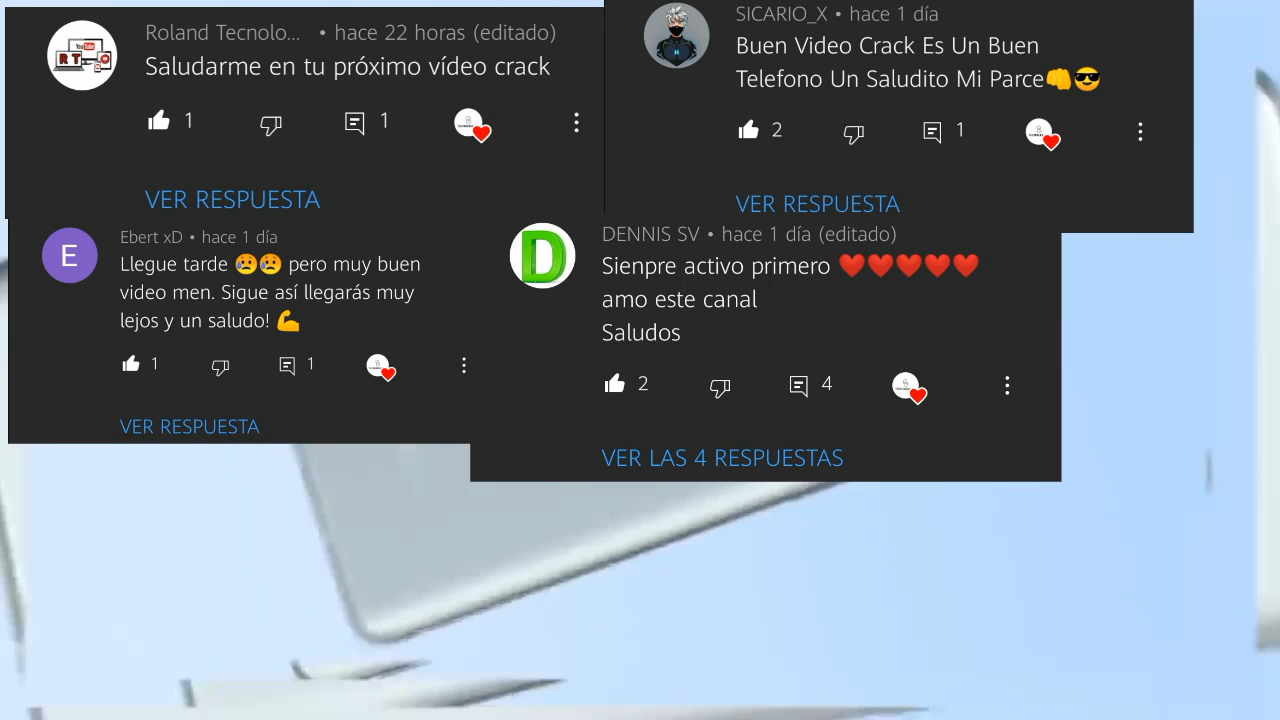 Roland Tecnolo... • hace 22 horas (editado)
Saludarme en tu próximo vídeo crack
1
1
VER RESPUESTA
SICARIO_X • hace 1 día
Buen Video Crack Es Un Buen
Telefono Un Saludito Mi Parce👊😎
2
1
VER RESPUESTA
E
Ebert xD • hace 1 día
Llegue tarde 😥😥 pero muy buen
video men. Sigue así llegarás muy
lejos y un saludo! 💪
1
1
VER RESPUESTA
D
DENNIS SV • hace 1 día (editado)
Sienpre activo primero ❤️❤️❤️❤️❤️
amo este canal
Saludos
2
4
VER LAS 4 RESPUESTAS